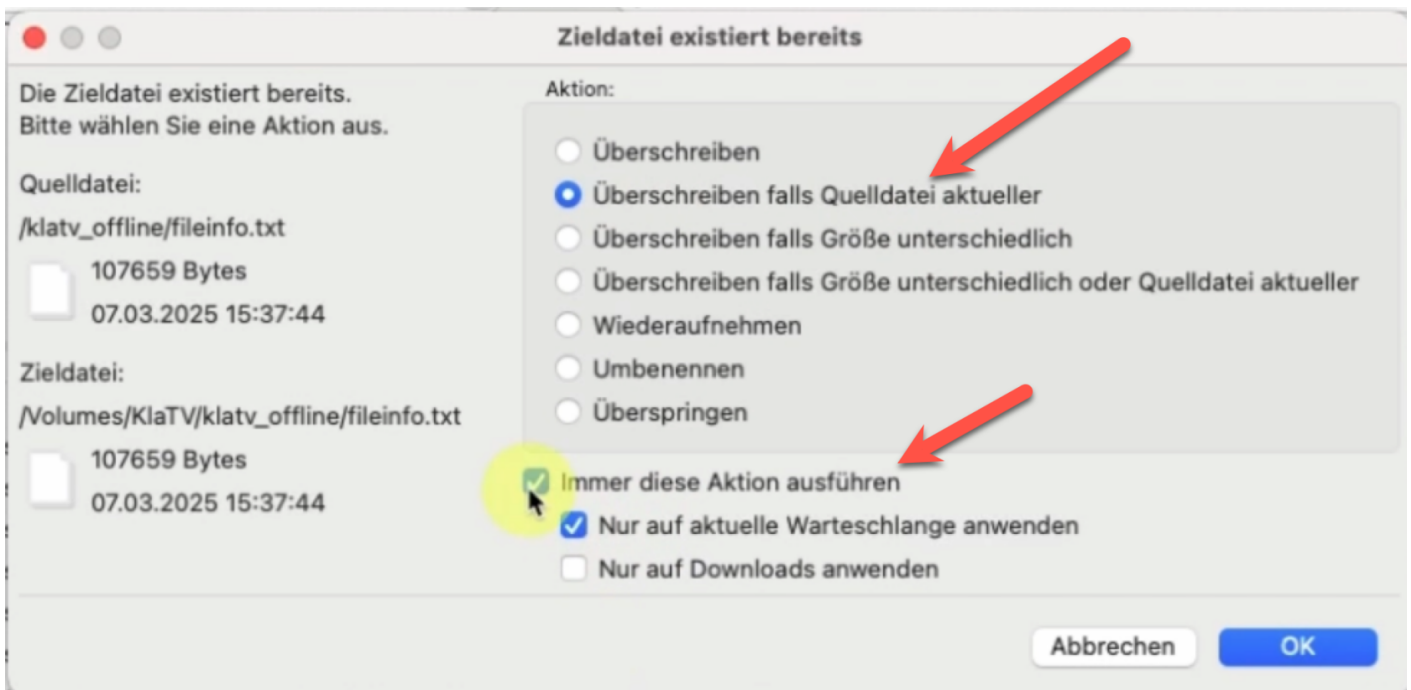 Zieldatei existiert bereits
Die Zieldatei existiert bereits.
Bitte wählen Sie eine Aktion aus.
Quelldatei:
/klatv_offline/fileinfo.txt
107659 Bytes
07.03.2025 15:37:44
Zieldatei:
/Volumes/KlaTV/klatv_offline/fileinfo.txt
107659 Bytes
07.03.2025 15:37:44
Aktion:
Überschreiben
Überschreiben falls Quelldatei aktueller
Überschreiben falls Größe unterschiedlich
Überschreiben falls Größe unterschiedlich oder Quelldatei aktueller
Wiederaufnehmen
Umbenennen
Überspringen
Immer diese Aktion ausführen
Nur auf aktuelle Warteschlange anwenden
Nur auf Downloads anwenden
Abbrechen
OK